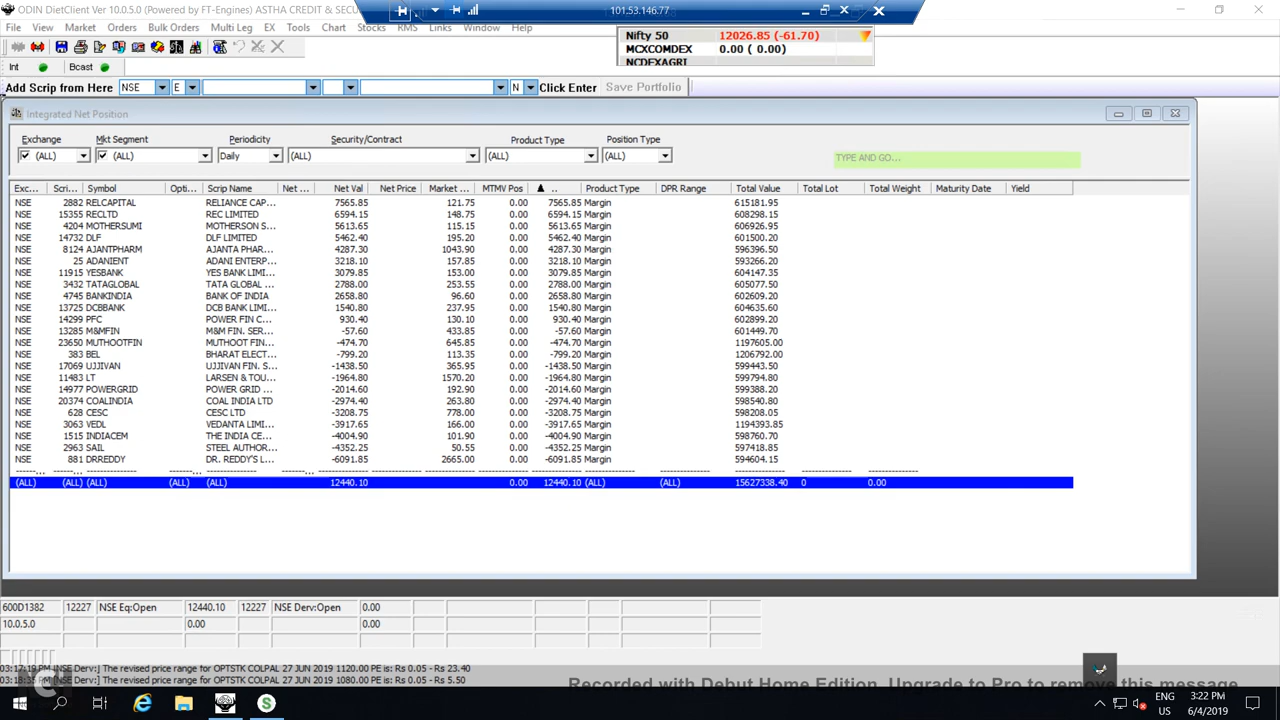 ODIN DietClient Ver 10.0.5.0 [Powered by FT-Engines] ASTHA CREDIT & SECU
101.53.146.77
File View Market Orders Bulk Orders Multi Leg EX Tools Chart Stocks RMS Links Window Help
Nifty 50 12026.85 (-61.70)
MCXCOMDEX 0.00 ( 0.00)
NCDEXAGRI
Int Bcast
Add Scrip from Here NSE E N Click Enter Save Portfolio
Integrated Net Position
Exchange Mkt Segment Periodicity Security/Contract Product Type Position Type
(ALL) (ALL) Daily (ALL) (ALL) (ALL) TYPE AND GO...
Exc... Scri... Symbol Opti... Scrip Name Net ... Net Val Net Price Market ... MTMV Pos .. Product Type DPR Range Total Value Total Lot Total Weight Maturity Date Yield
NSE 2882 RELCAPITAL RELIANCE CAP... 7565.85 121.75 0.00 7565.85 Margin 615181.95
NSE 15355 RECLTD REC LIMITED 6594.15 148.75 0.00 6594.15 Margin 608298.15
NSE 4204 MOTHERSUMI MOTHERSON S... 5613.65 115.15 0.00 5613.65 Margin 606926.95
NSE 14732 DLF DLF LIMITED 5462.40 195.20 0.00 5462.40 Margin 601500.20
NSE 8124 AJANTPHARM AJANTA PHAR... 4287.30 1043.90 0.00 4287.30 Margin 596396.50
NSE 25 ADANIENT ADANI ENTERP... 3218.10 157.85 0.00 3218.10 Margin 593266.20
NSE 11915 YESBANK YES BANK LIMI... 3079.85 153.00 0.00 3079.85 Margin 604147.35
NSE 3432 TATAGLOBAL TATA GLOBAL ... 2788.00 253.55 0.00 2788.00 Margin 605077.50
NSE 4745 BANKINDIA BANK OF INDIA 2658.80 96.60 0.00 2658.80 Margin 602609.20
NSE 13725 DCBBANK DCB BANK LIMI... 1540.80 237.95 0.00 1540.80 Margin 604635.60
NSE 14299 PFC POWER FIN C... 930.40 130.10 0.00 930.40 Margin 602899.20
NSE 13285 M&MFIN M&M FIN. SER... -57.60 433.85 0.00 -57.60 Margin 601449.70
NSE 23650 MUTHOOTFIN MUTHOOT FIN... -474.70 645.85 0.00 -474.70 Margin 1197605.00
NSE 383 BEL BHARAT ELECT... -799.20 113.35 0.00 -799.20 Margin 1206792.00
NSE 17069 UJJIVAN UJJIVAN FIN. S... -1438.50 365.95 0.00 -1438.50 Margin 599443.50
NSE 11483 LT LARSEN & TOU... -1964.80 1570.20 0.00 -1964.80 Margin 599794.80
NSE 14977 POWERGRID POWER GRID ... -2014.60 192.90 0.00 -2014.60 Margin 599388.20
NSE 20374 COALINDIA COAL INDIA LTD -2974.40 263.80 0.00 -2974.40 Margin 598540.80
NSE 628 CESC CESC LTD -3208.75 778.00 0.00 -3208.75 Margin 598208.05
NSE 3063 VEDL VEDANTA LIMI... -3917.65 166.00 0.00 -3917.65 Margin 1194393.85
NSE 1515 INDIACEM THE INDIA CE... -4004.90 101.90 0.00 -4004.90 Margin 598760.70
NSE 2963 SAIL STEEL AUTHOR... -4352.25 50.55 0.00 -4352.25 Margin 597418.85
NSE 881 DRREDDY DR. REDDY'S L... -6091.85 2665.00 0.00 -6091.85 Margin 594604.15
(ALL) (ALL) (ALL) (ALL) (ALL) 12440.10 0.00 12440.10 (ALL) (ALL) 15627338.40 0 0.00
600D1382 12227 NSE Eq:Open 12440.10 12227 NSE Derv:Open 0.00
10.0.5.0 0.00 0.00
03:17:19 PM [NSE Derv:] The revised price range for OPTSTK COLPAL 27 JUN 2019 1120.00 PE is: Rs 0.05 - Rs 23.40
03:18:35 PM [NSE Derv:] The revised price range for OPTSTK COLPAL 27 JUN 2019 1080.00 PE is: Rs 0.05 - Rs 5.50
Recorded with Debut Home Edition. Upgrade to Pro to remove this message
ENG 3:22 PM
US 6/4/2019